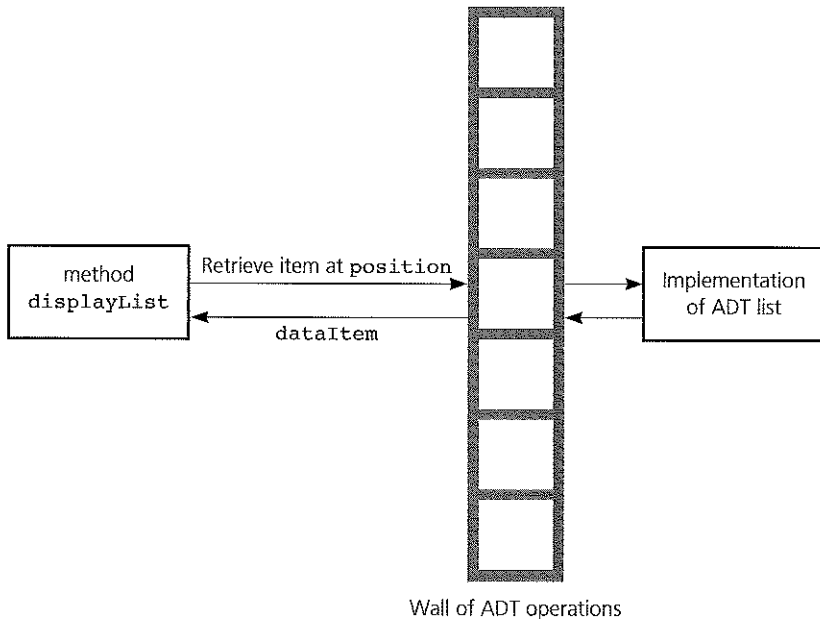 method
displayList
Retrieve item at position
dataItem
Implementation
of ADT list
Wall of ADT operations